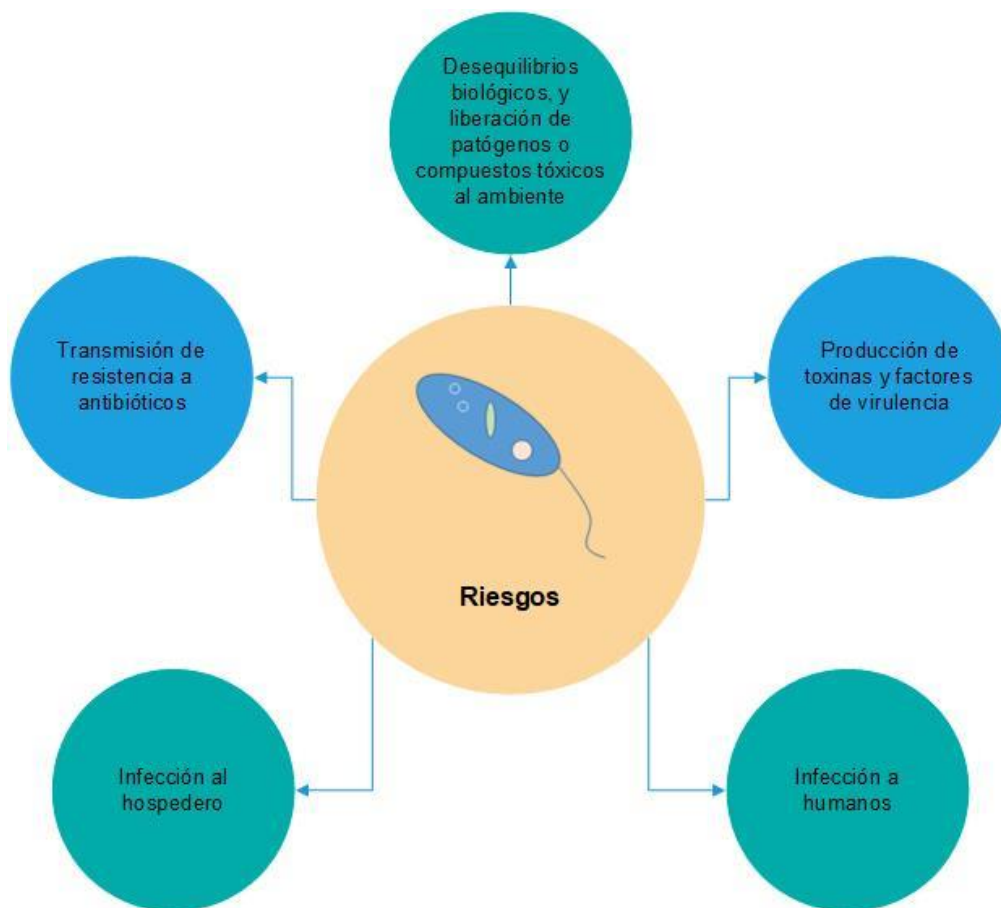 Desequilibrios
biológicos, y
liberación de
patógenos o
compuestos tóxicos
al ambiente
Transmisión de
resistencia a
antibióticos
Producción de
toxinas y factores
de virulencia
Riesgos
Infección al
hospedero
Infección a
humanos